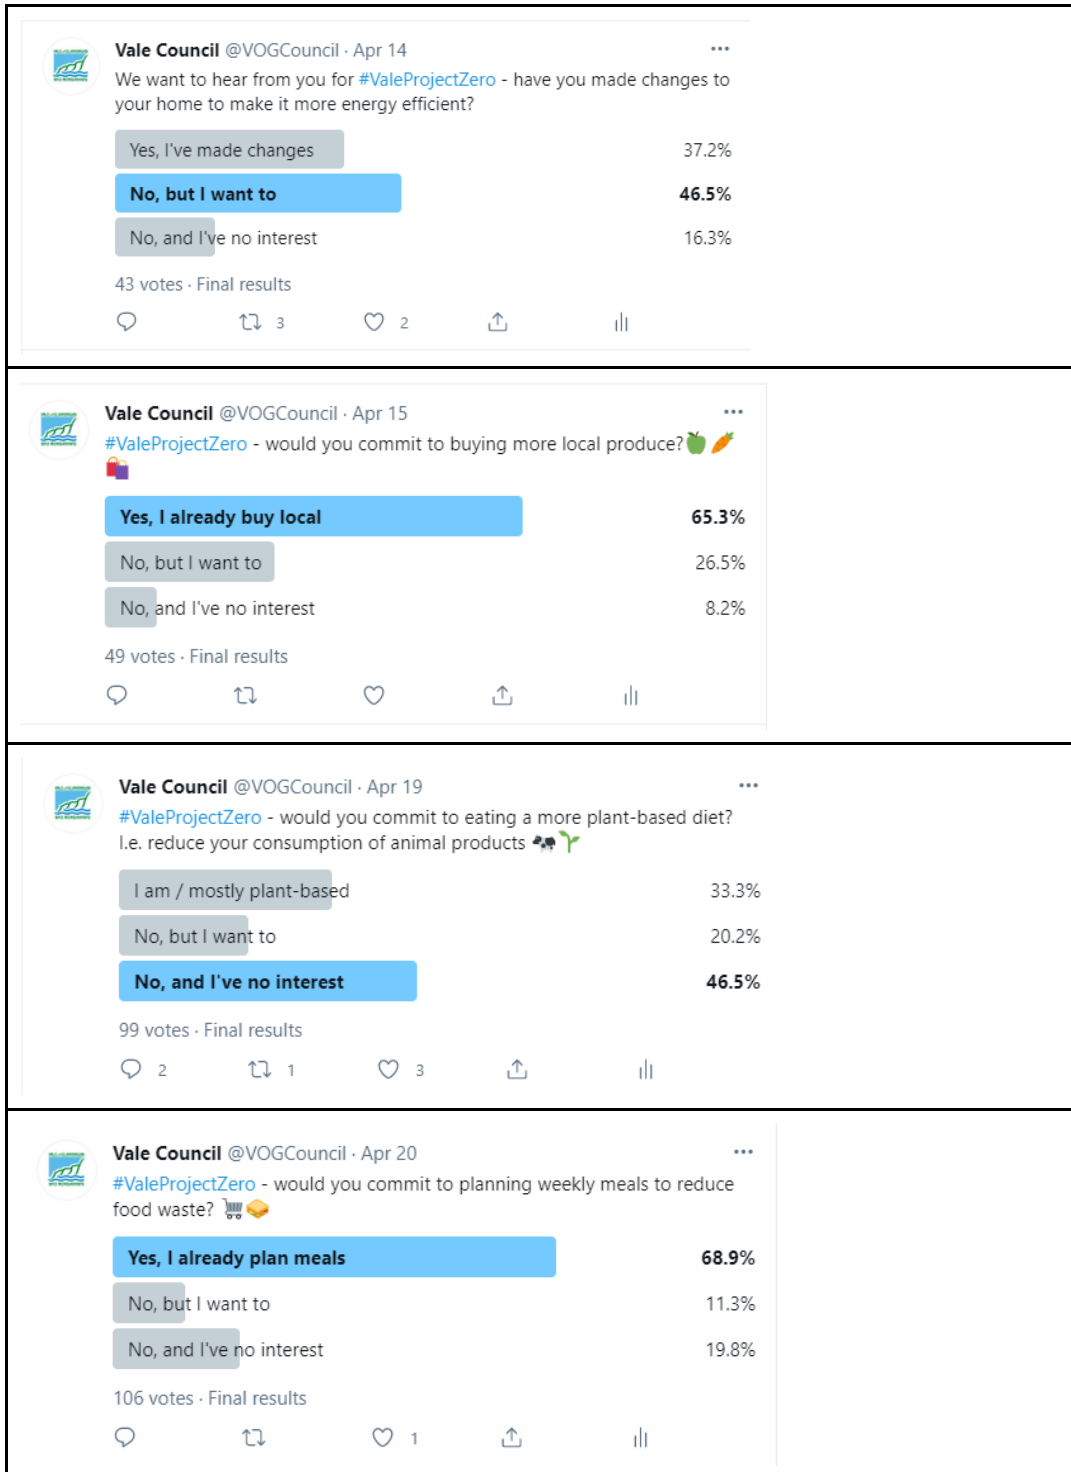 Vale Council @VOGCouncil · Apr 14
We want to hear from you for #ValeProjectZero - have you made changes to
your home to make it more energy efficient?
Yes, I've made changes 37.2%
No, but I want to 46.5%
No, and I've no interest 16.3%
43 votes · Final results
3 2
Vale Council @VOGCouncil · Apr 15
#ValeProjectZero - would you commit to buying more local produce?
Yes, I already buy local 65.3%
No, but I want to 26.5%
No, and I've no interest 8.2%
49 votes · Final results
Vale Council @VOGCouncil · Apr 19
#ValeProjectZero - would you commit to eating a more plant-based diet?
I.e. reduce your consumption of animal products
I am / mostly plant-based 33.3%
No, but I want to 20.2%
No, and I've no interest 46.5%
99 votes · Final results
2 1 3
Vale Council @VOGCouncil · Apr 20
#ValeProjectZero - would you commit to planning weekly meals to reduce
food waste?
Yes, I already plan meals 68.9%
No, but I want to 11.3%
No, and I've no interest 19.8%
106 votes · Final results
1